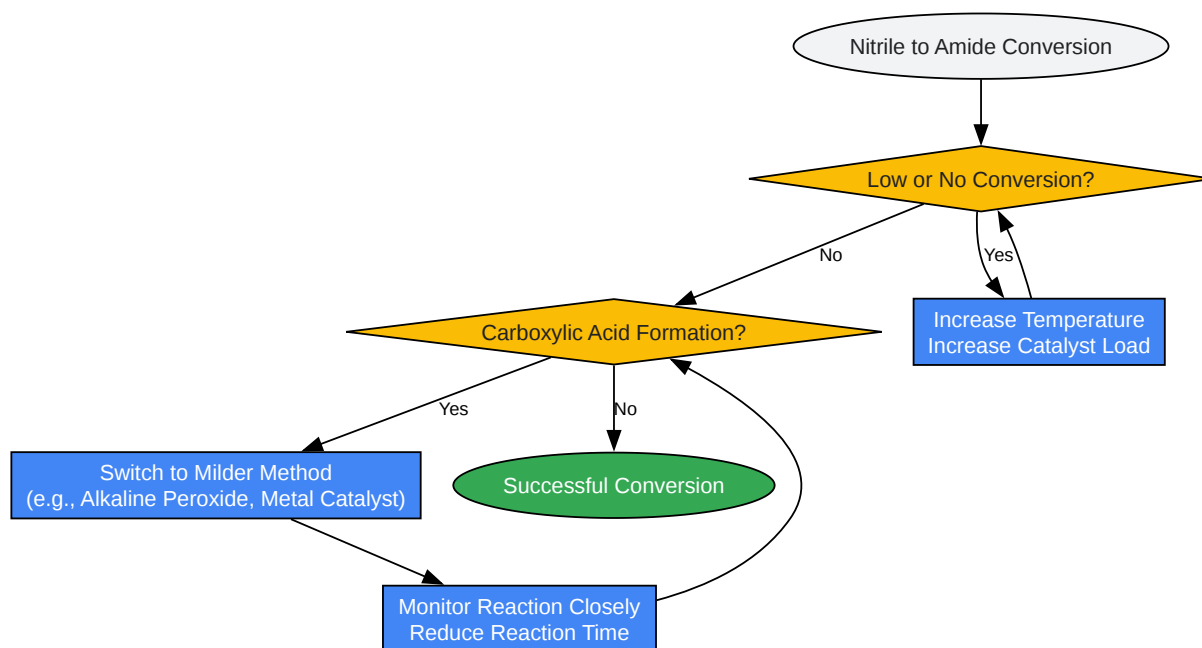 Nitrile to Amide Conversion
Low or No Conversion?
No
Yes
Carboxylic Acid Formation?
Increase Temperature
Increase Catalyst Load
Yes
No
Switch to Milder Method
(e.g., Alkaline Peroxide, Metal Catalyst)
Successful Conversion
Monitor Reaction Closely
Reduce Reaction Time